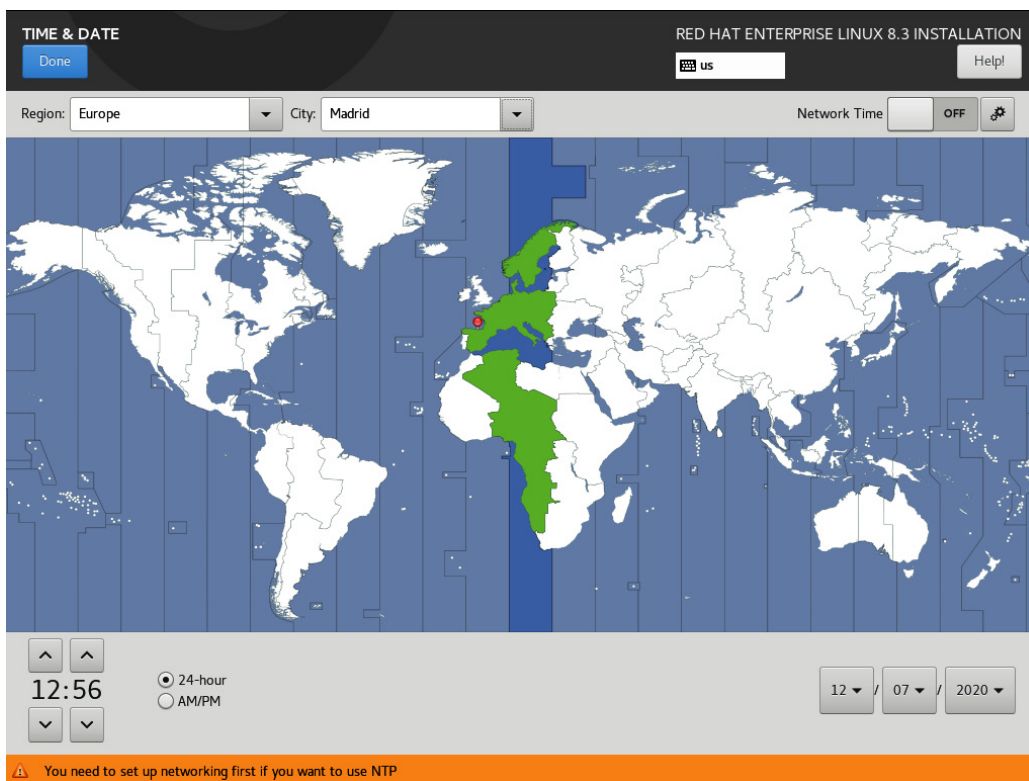 TIME & DATE
RED HAT ENTERPRISE LINUX 8.3 INSTALLATION
Done
us
Help!
Region: Europe City: Madrid Network Time OFF
12:56
24-hour
AM/PM
12 / 07 / 2020
You need to set up networking first if you want to use NTP